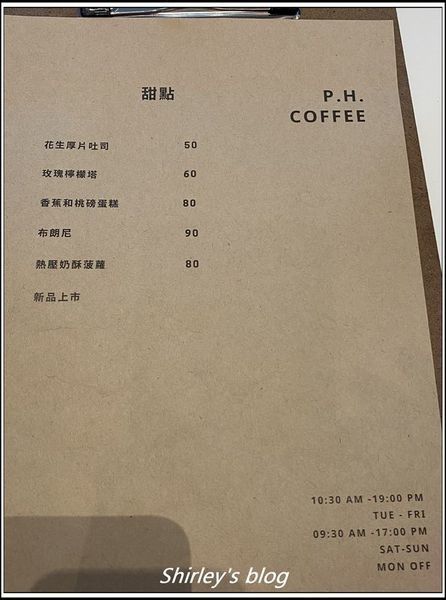 甜點
P.H.
COFFEE
花生厚片吐司 50
玫瑰檸檬塔 60
香蕉和桃磅蛋糕 80
布朗尼 90
熱壓奶酥菠蘿 80
新品上市
10:30 AM -19:00 PM
TUE - FRI
09:30 AM -17:00 PM
SAT-SUN
MON OFF
Shirley's blog